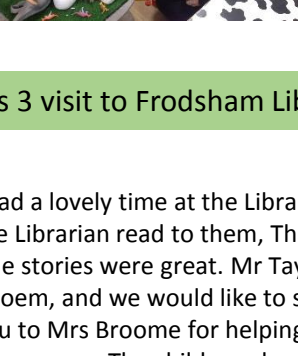 s 3 visit to Frodsham Lib
ad a lovely time at the Libra
e Librarian read to them, Th
e stories were great. Mr Tay
oem, and we would like to s
u to Mrs Broome for helping